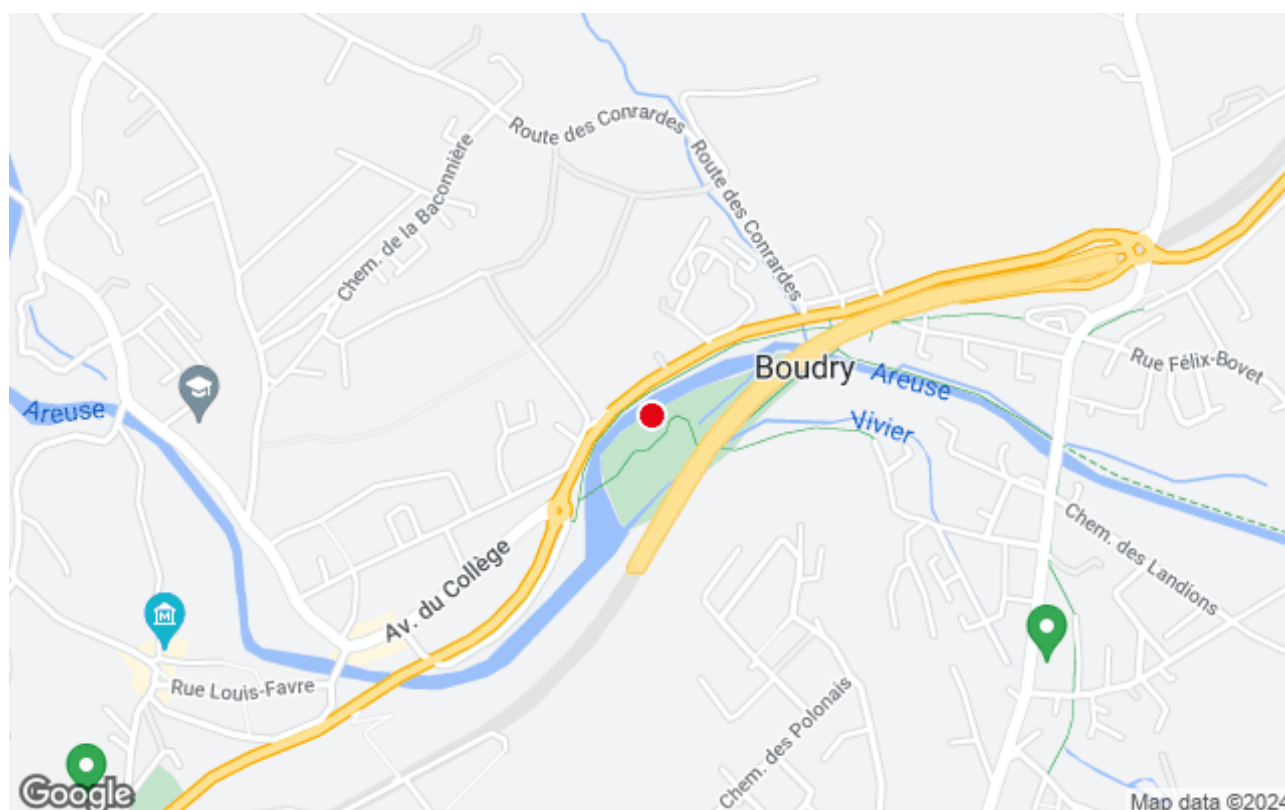 Route des Conrardes
Route des Conrardes
Chem. de la Baconnière
Boudry
Areuse
Rue Félix-Bovet
Areuse
Vivier
Chem. des Landions
Av. du Collège
Rue Louis-Favre
Chem. des Polonais
M
Google
Map data ©2024